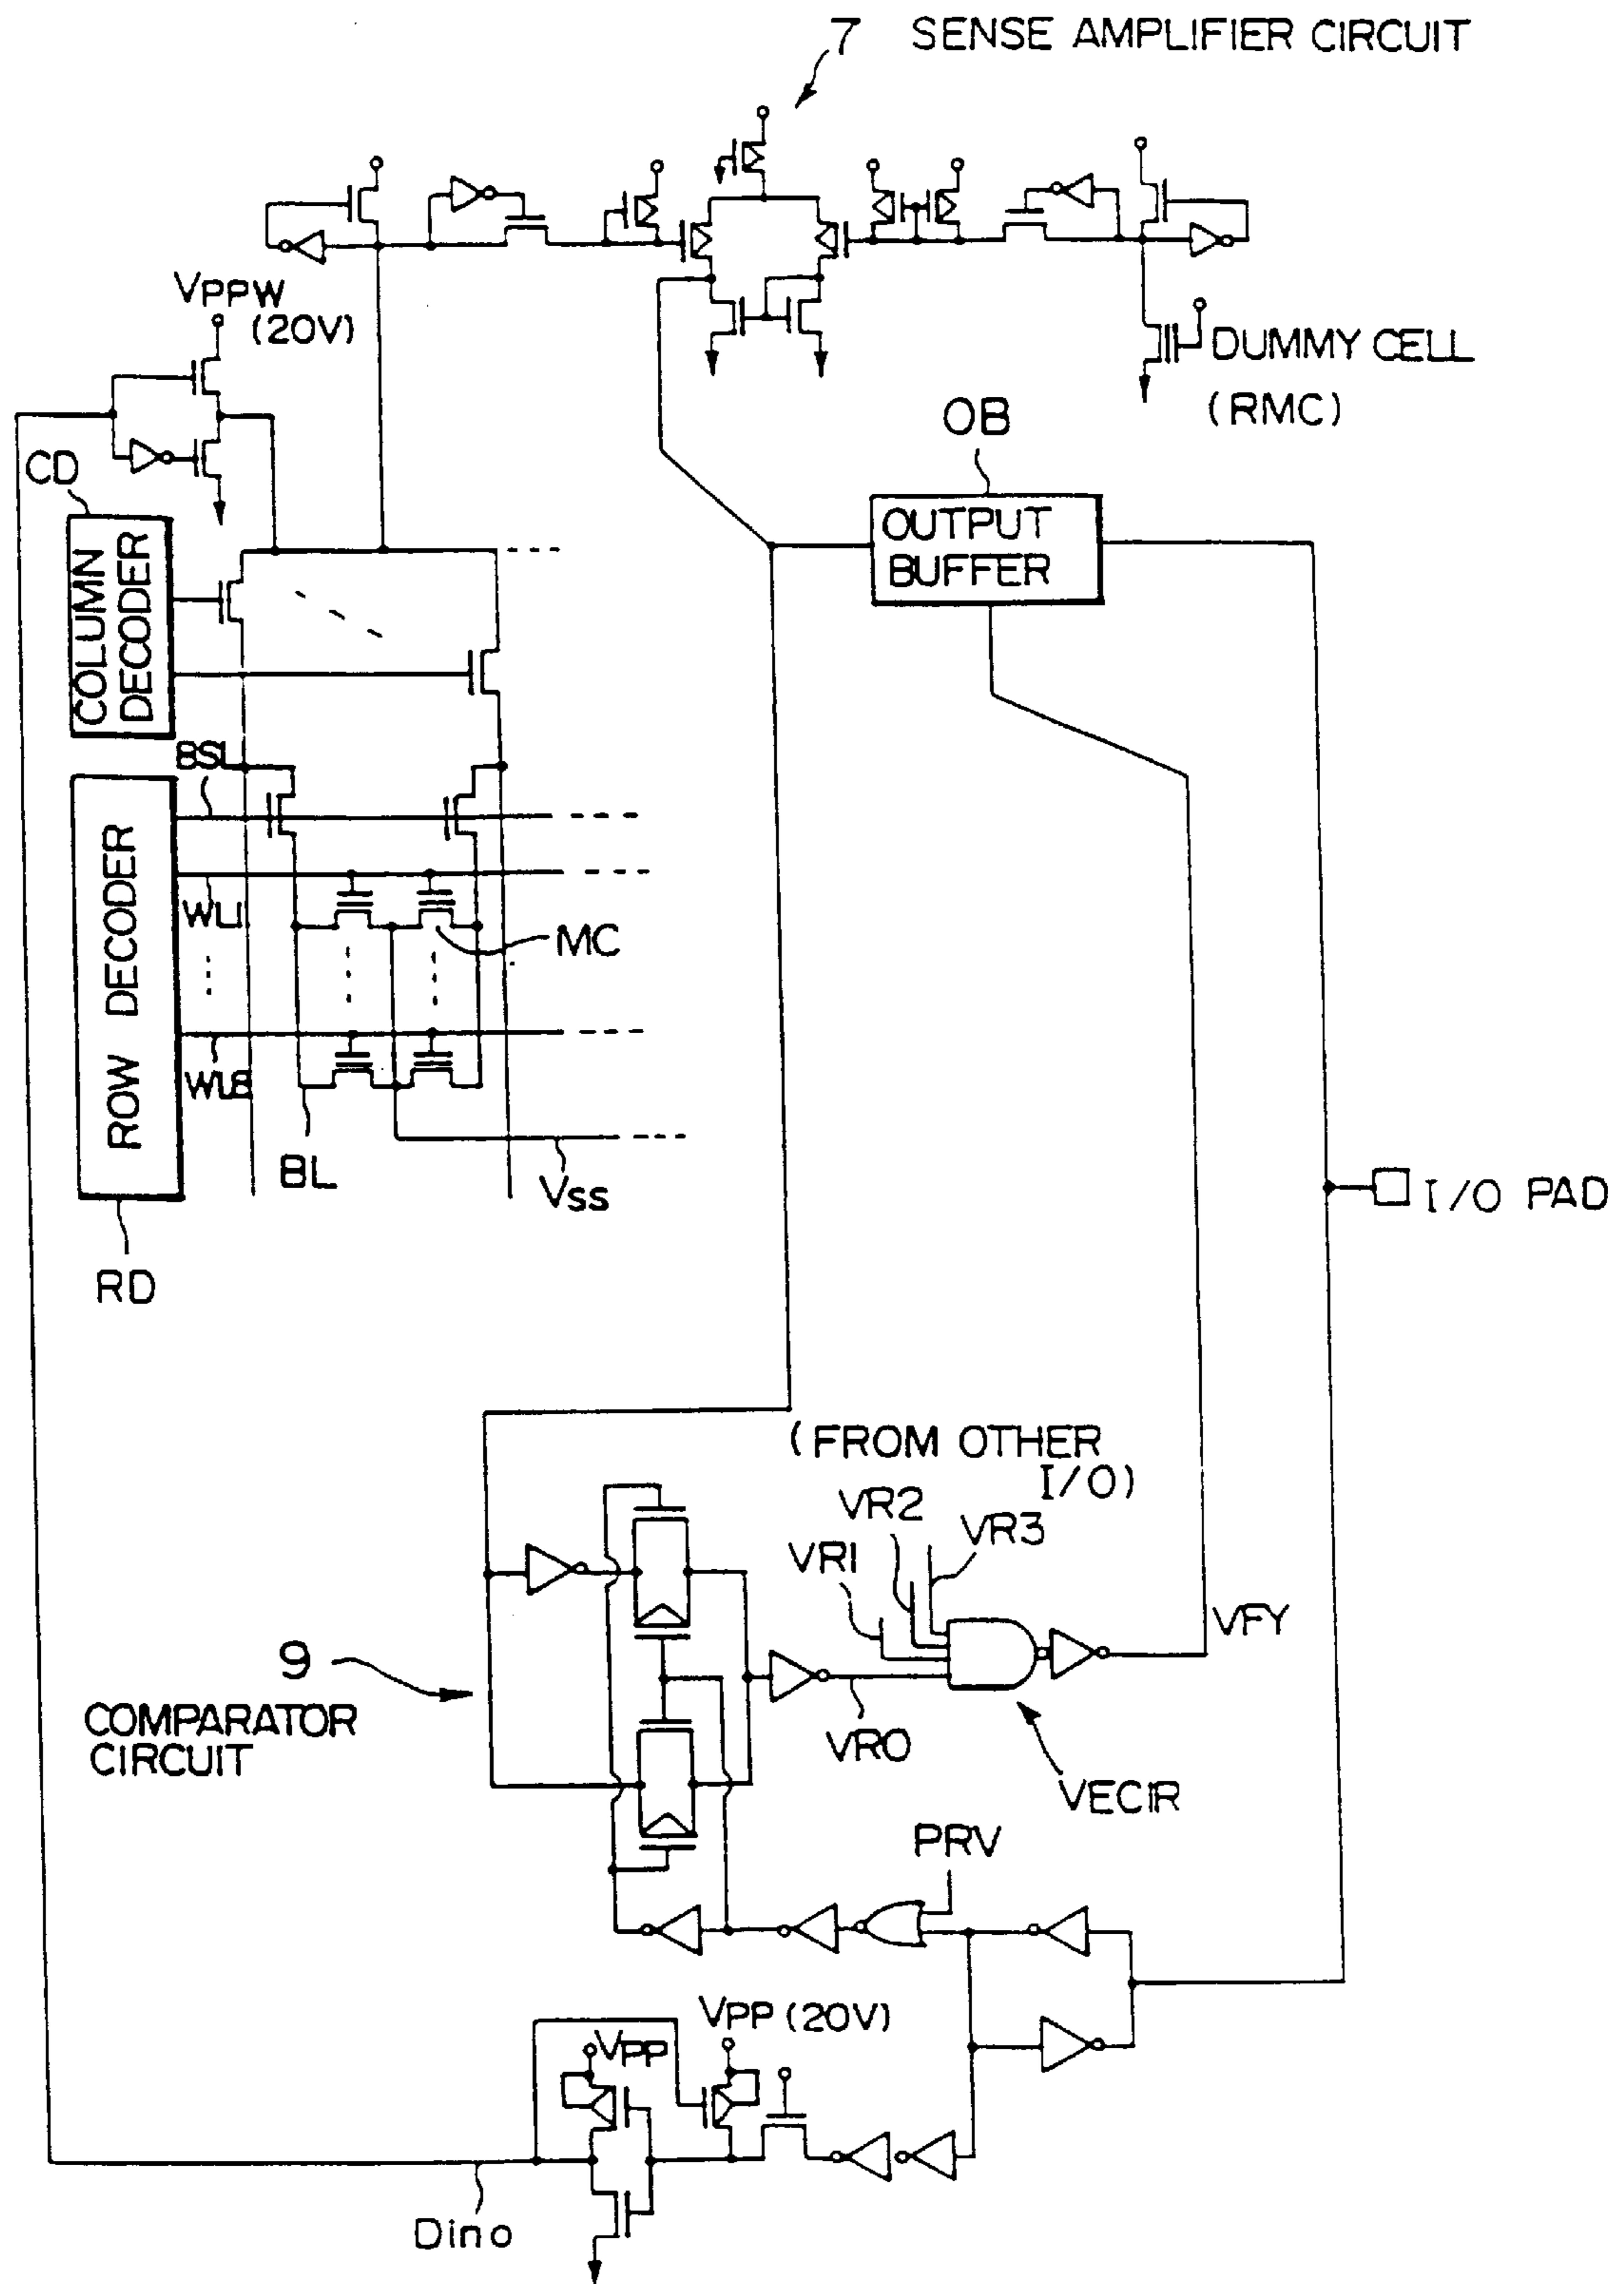 7 SENSE AMPLIFIER CIRCUIT
VPPW
(20V)
DUMMY CELL
(RMC)
OB
CD
OUTPUT
BUFFER
COLUMN
DECODER
BSL
ROW DECODER
WL1
MC
WL8
BL
VSS
I/O PAD
RD
(FROM OTHER
I/O)
VR2
VR3
VR1
VFY
9
COMPARATOR
CIRCUIT
VR0
VECIR
PRV
VPP (20V)
VPP
Dino